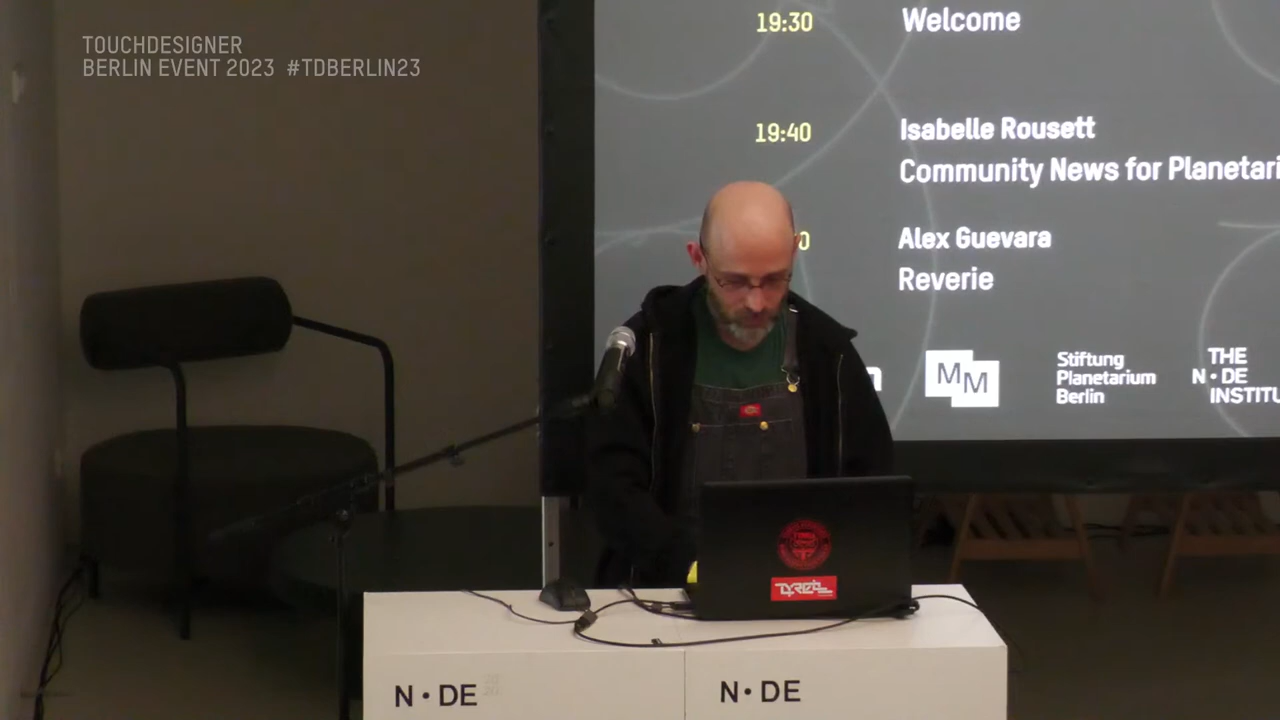 TOUCHDESIGNER
BERLIN EVENT 2023 #TDBERLIN23
19:30 Welcome
19:40 Isabelle Rousett
Community News for Planetari
0 Alex Guevara
Reverie
MM
Stiftung
Planetarium
Berlin
THE
N·DE
INSTITU
N·DE
N·DE